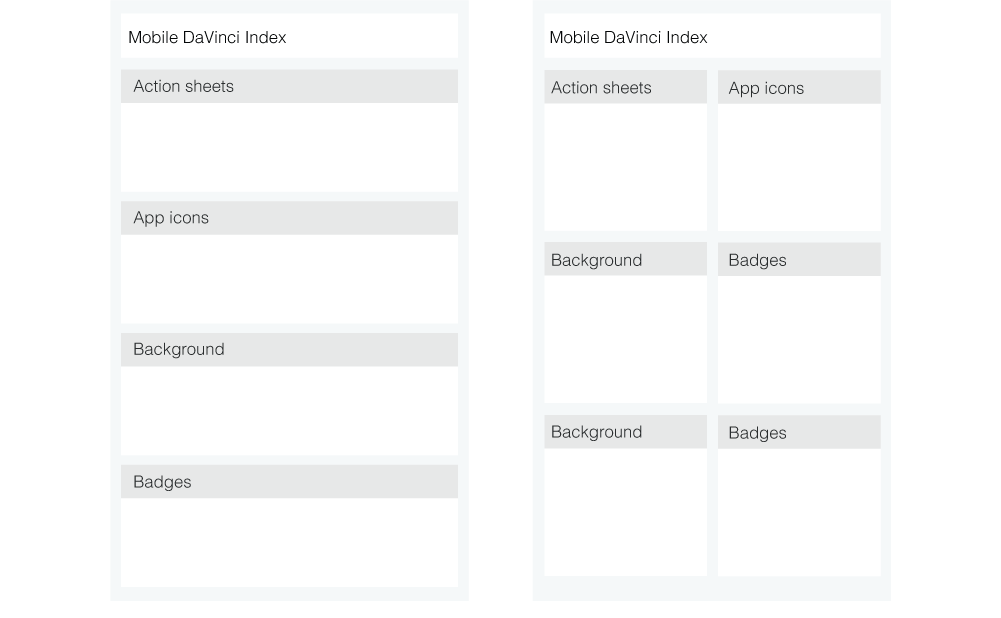 Mobile DaVinci Index
Action sheets
App icons
Background
Badges
Mobile DaVinci Index
Action sheets
App icons
Background
Badges
Background
Badges